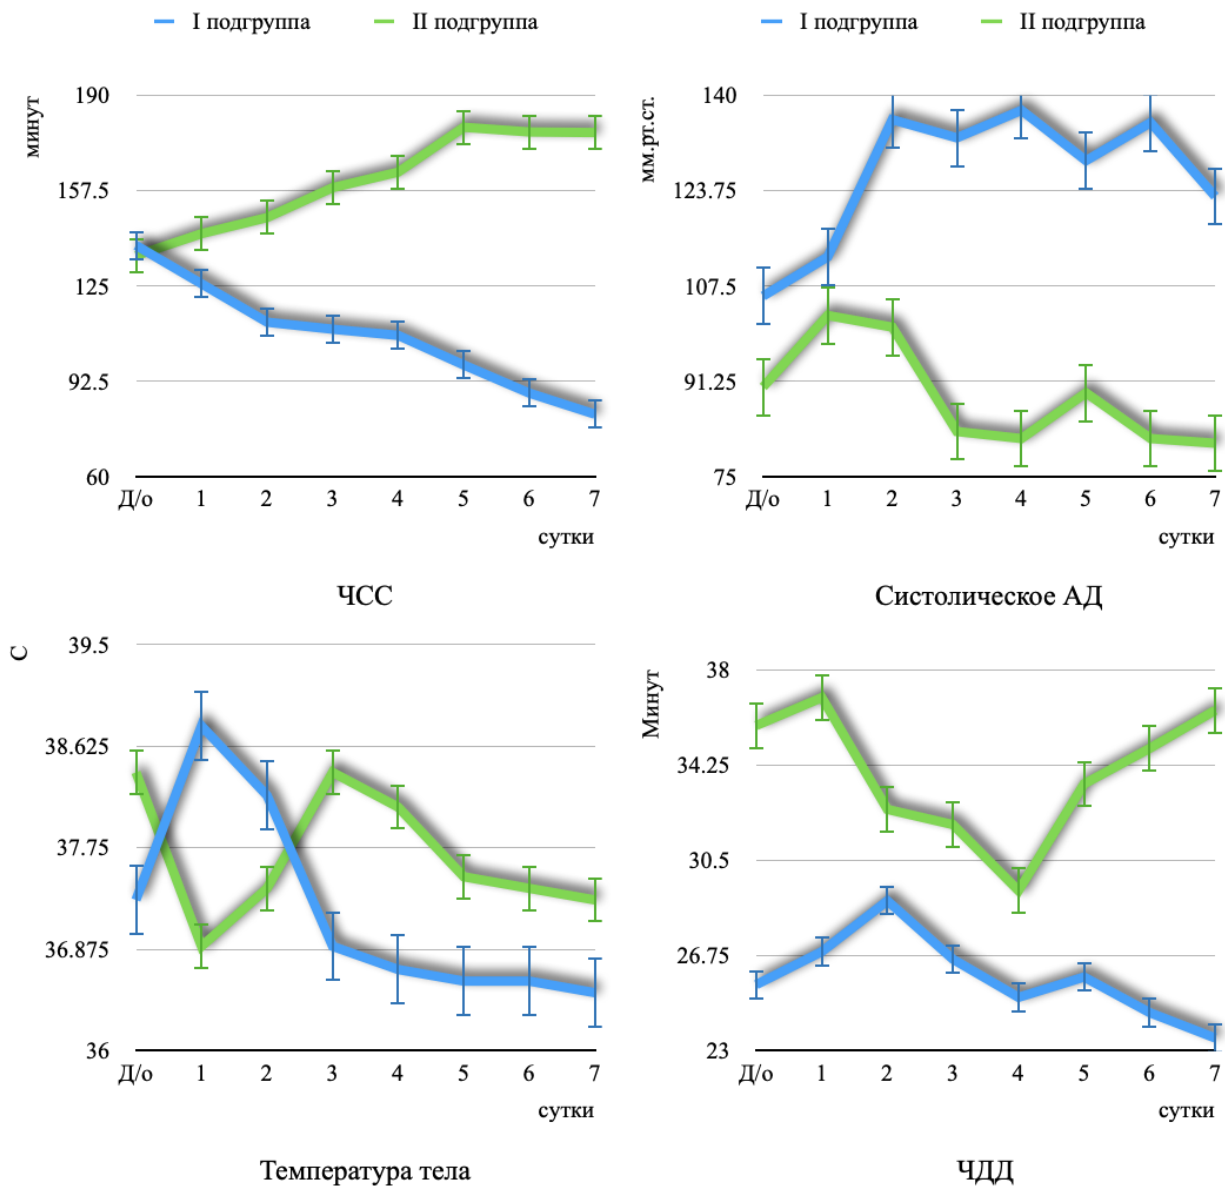 I подгруппа II подгруппа
минут
190
157.5
125
92.5
60
Д/о 1 2 3 4 5 6 7
сутки
ЧСС
I подгруппа II подгруппа
мм.рт.ст.
140
123.75
107.5
91.25
75
Д/о 1 2 3 4 5 6 7
сутки
Систолическое АД
С
39.5
38.625
37.75
36.875
36
Д/о 1 2 3 4 5 6 7
сутки
Температура тела
Минут
38
34.25
30.5
26.75
23
Д/о 1 2 3 4 5 6 7
сутки
ЧДД